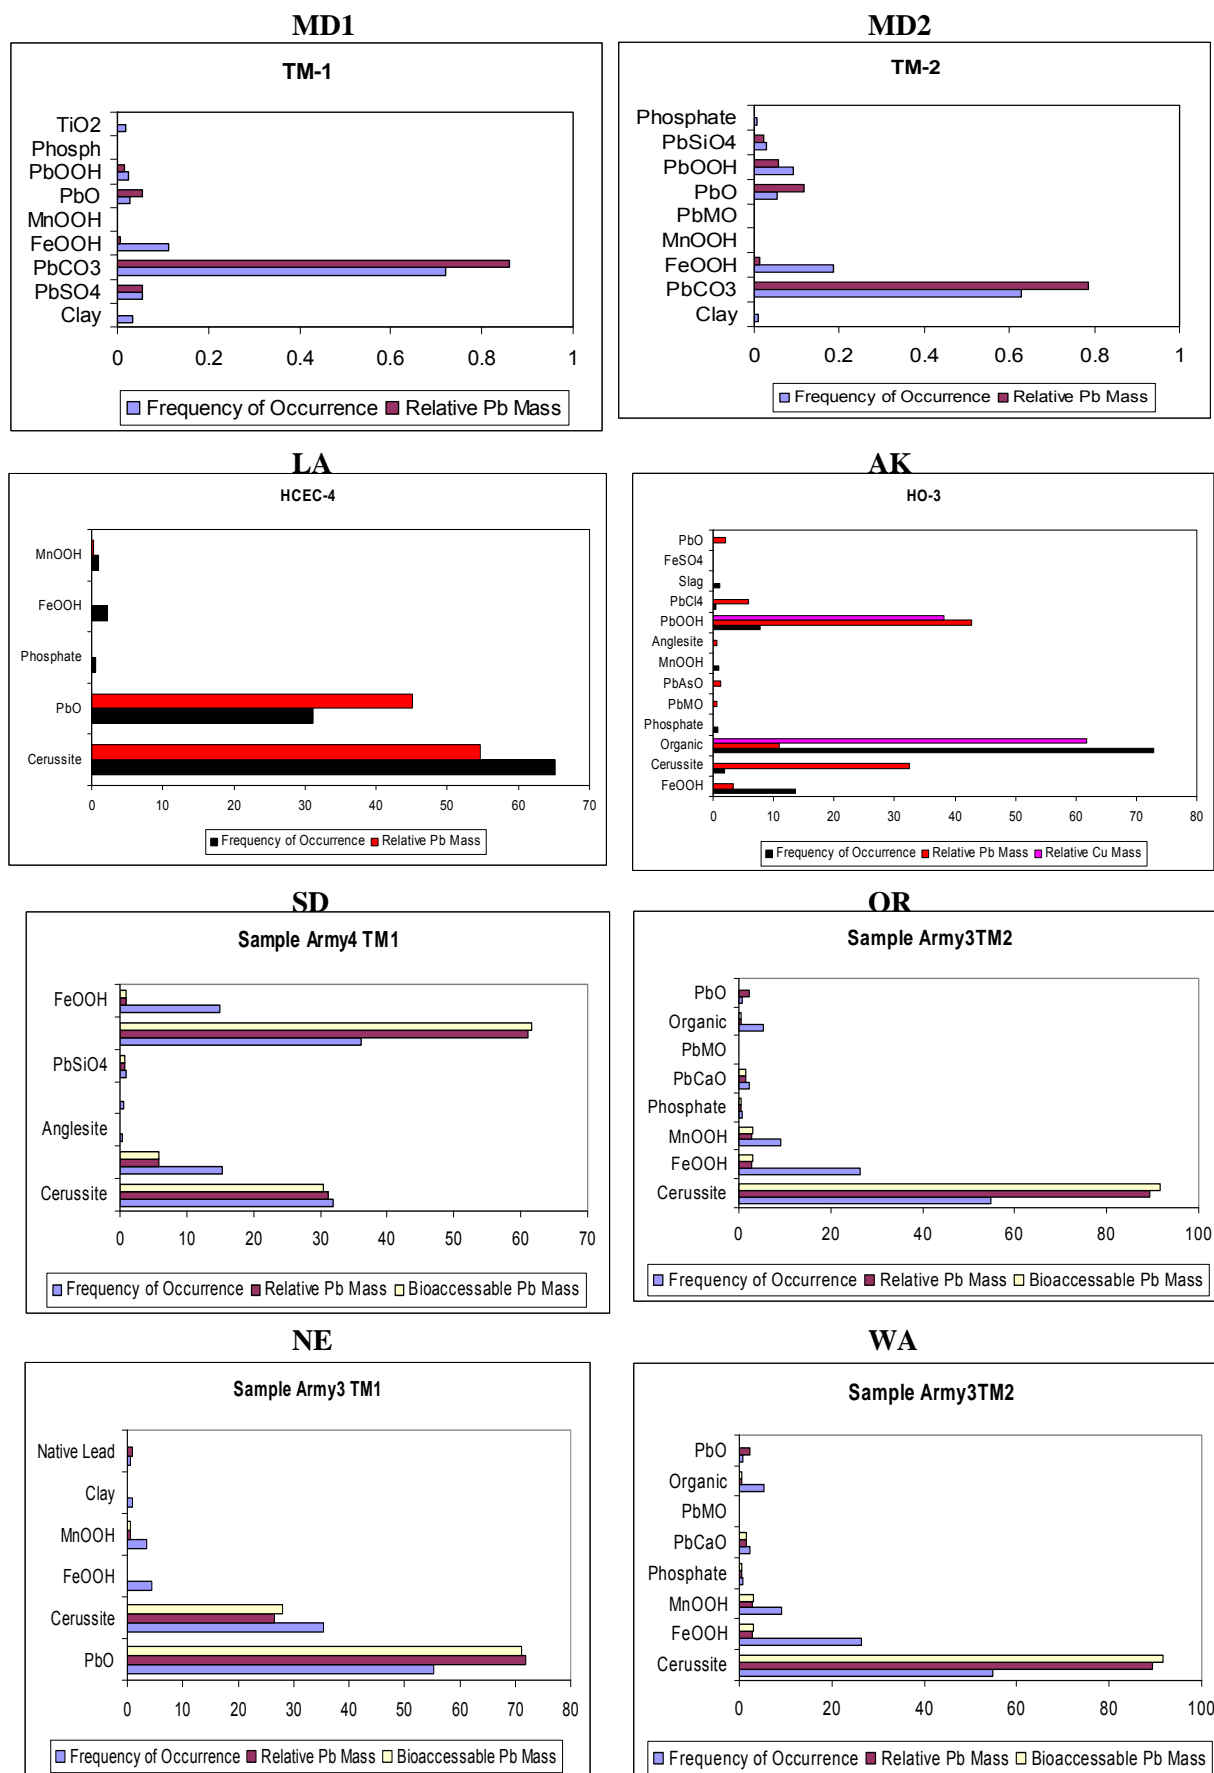 MD1
MD2
TM-1
TiO2
Phosph
PbOOH
PbO
MnOOH
FeOOH
PbCO3
PbSO4
Clay
0 0.2 0.4 0.6 0.8 1
Frequency of Occurrence Relative Pb Mass
TM-2
Phosphate
PbSiO4
PbOOH
PbO
PbMO
MnOOH
FeOOH
PbCO3
Clay
0 0.2 0.4 0.6 0.8 1
Frequency of Occurrence Relative Pb Mass
LA
AK
HCEC-4
MnOOH
FeOOH
Phosphate
PbO
Cerussite
0 10 20 30 40 50 60 70
Frequency of Occurrence Relative Pb Mass
HO-3
PbO
FeSO4
Slag
PbCl4
PbOOH
Anglesite
MnOOH
PbAsO
PbMO
Phosphate
Organic
Cerussite
FeOOH
0 10 20 30 40 50 60 70 80
Frequency of Occurrence Relative Pb Mass Relative Cu Mass
SD
OR
Sample Army4 TM1
FeOOH
PbSiO4
Anglesite
Cerussite
0 10 20 30 40 50 60 70
Frequency of Occurrence Relative Pb Mass Bioaccessable Pb Mass
Sample Army3TM2
PbO
Organic
PbMO
PbCaO
Phosphate
MnOOH
FeOOH
Cerussite
0 20 40 60 80 100
Frequency of Occurrence Relative Pb Mass Bioaccessable Pb Mass
NE
WA
Sample Army3 TM1
Native Lead
Clay
MnOOH
FeOOH
Cerussite
PbO
0 10 20 30 40 50 60 70 80
Frequency of Occurrence Relative Pb Mass Bioaccessable Pb Mass
Sample Army3TM2
PbO
Organic
PbMO
PbCaO
Phosphate
MnOOH
FeOOH
Cerussite
0 20 40 60 80 100
Frequency of Occurrence Relative Pb Mass Bioaccessable Pb Mass